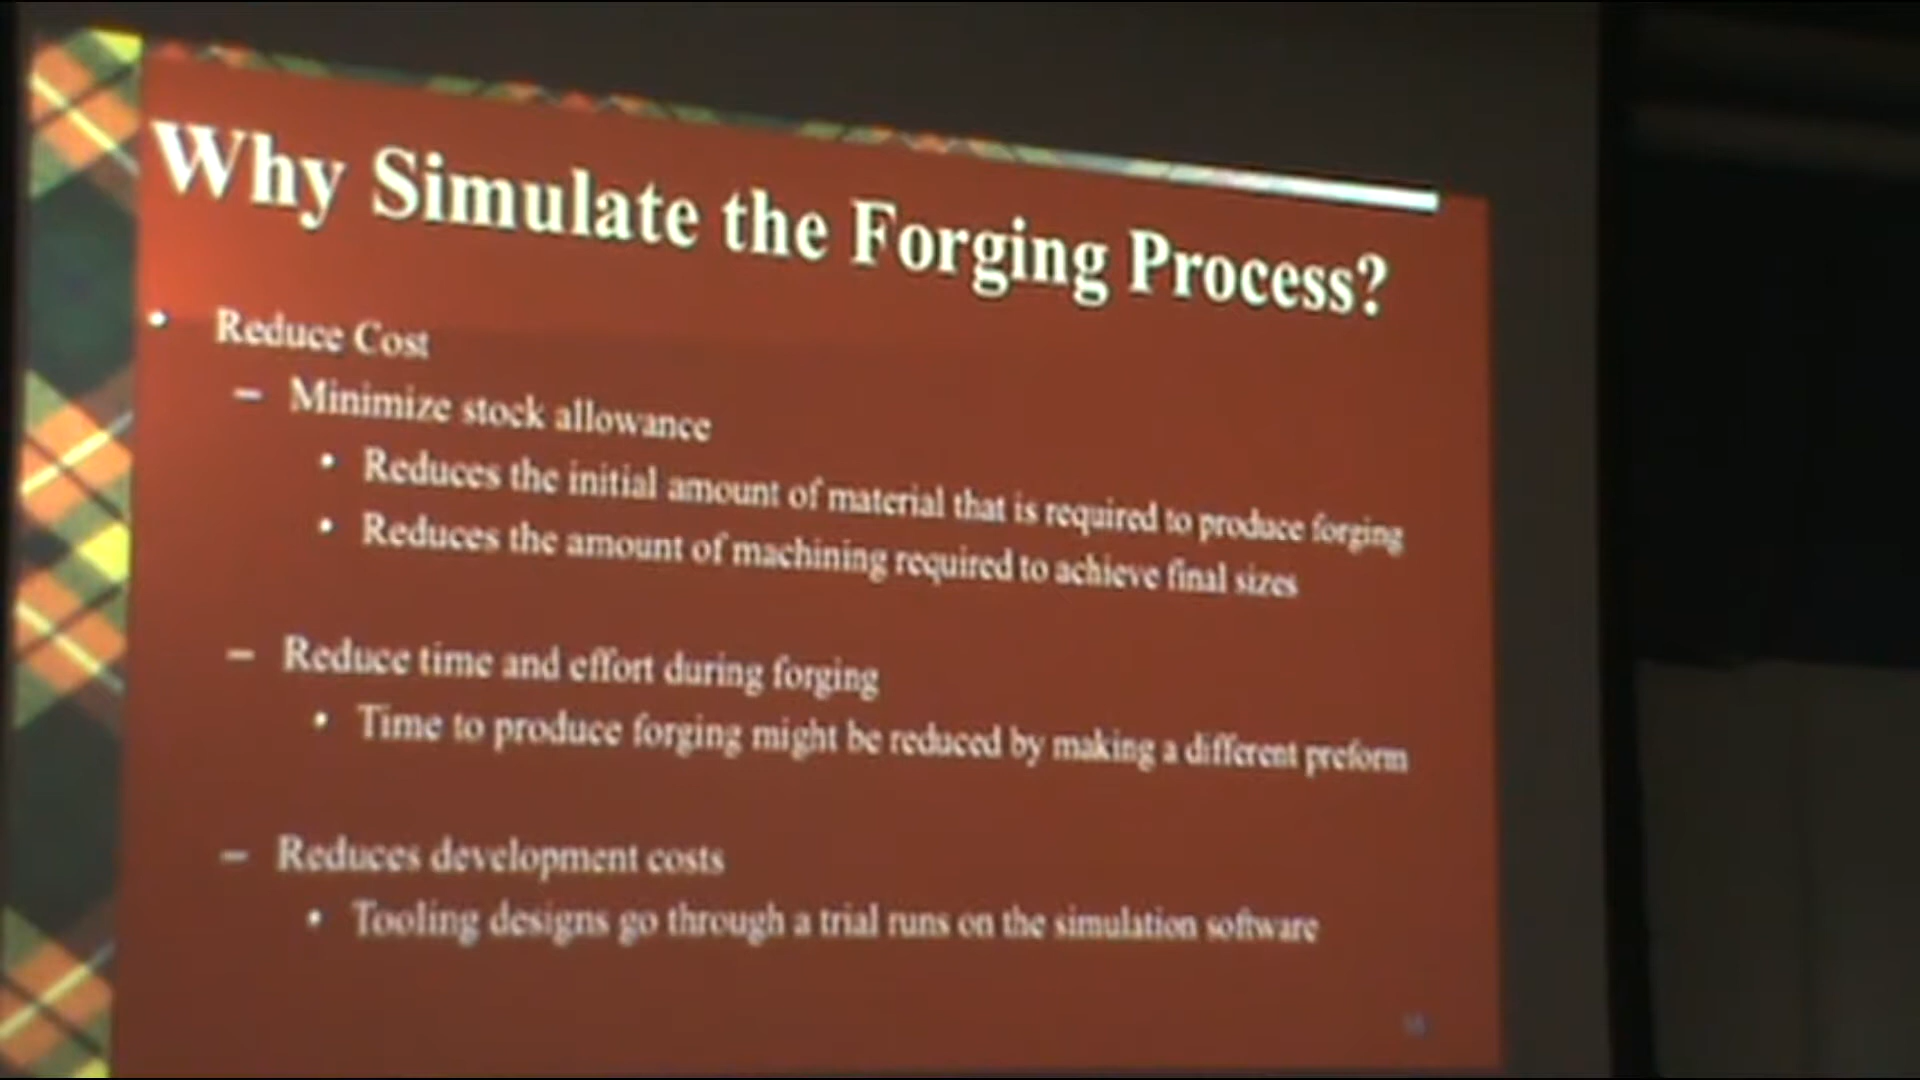 Why Simulate the Forging Process?
• Reduce Cost
– Minimize stock allowance
• Reduces the initial amount of material that is required to produce forging
• Reduces the amount of machining required to achieve final sizes
– Reduce time and effort during forging
• Time to produce forging might be reduced by making a different preform
– Reduces development costs
• Tooling designs go through a trial runs on the simulation software